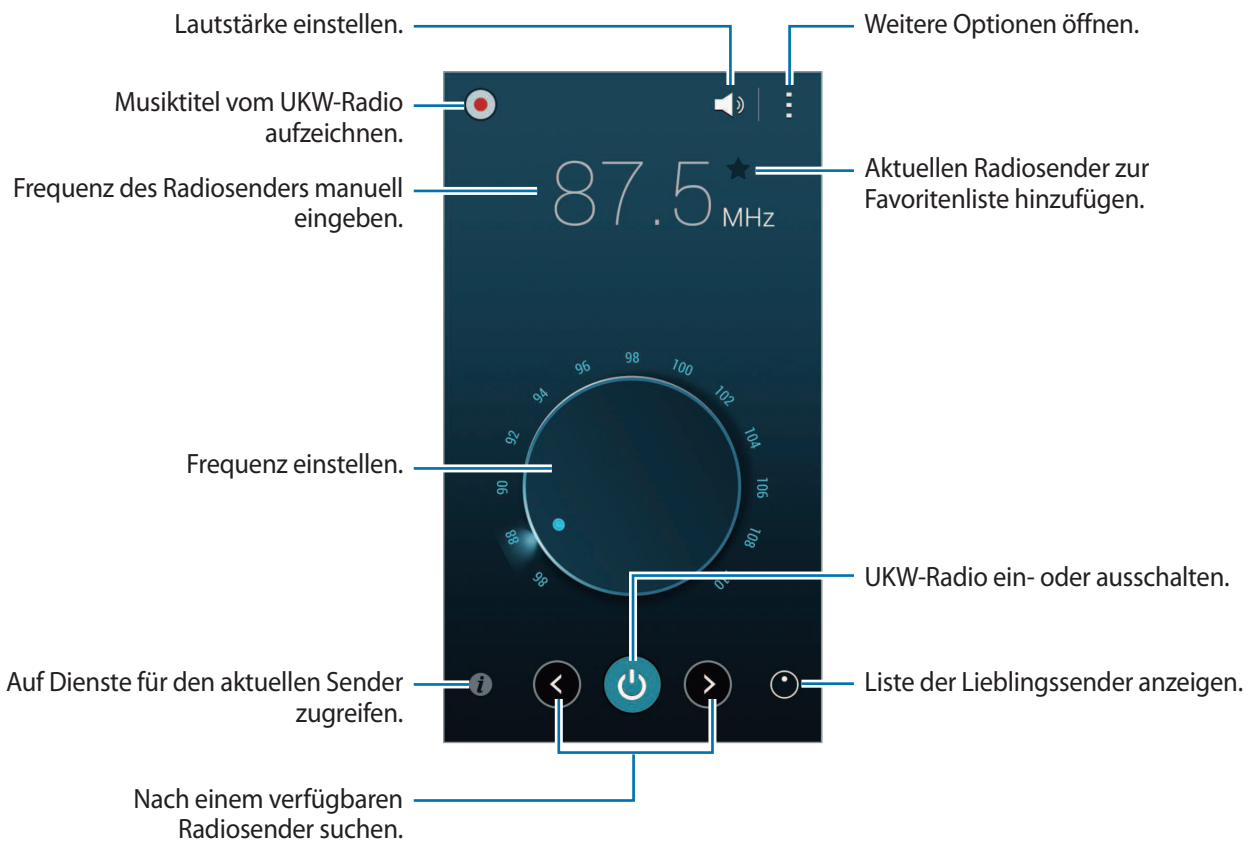 Lautstärke einstellen.
Weitere Optionen öffnen.
Musiktitel vom UKW-Radio
aufzeichnen.
Frequenz des Radiosenders manuell
eingeben.
87.5 MHz
Aktuellen Radiosender zur
Favoritenliste hinzufügen.
86
88
90
92
94
96
98
100
102
104
106
108
110
Frequenz einstellen.
UKW-Radio ein- oder ausschalten.
Auf Dienste für den aktuellen Sender
zugreifen.
i
Liste der Lieblingssender anzeigen.
Nach einem verfügbaren
Radiosender suchen.